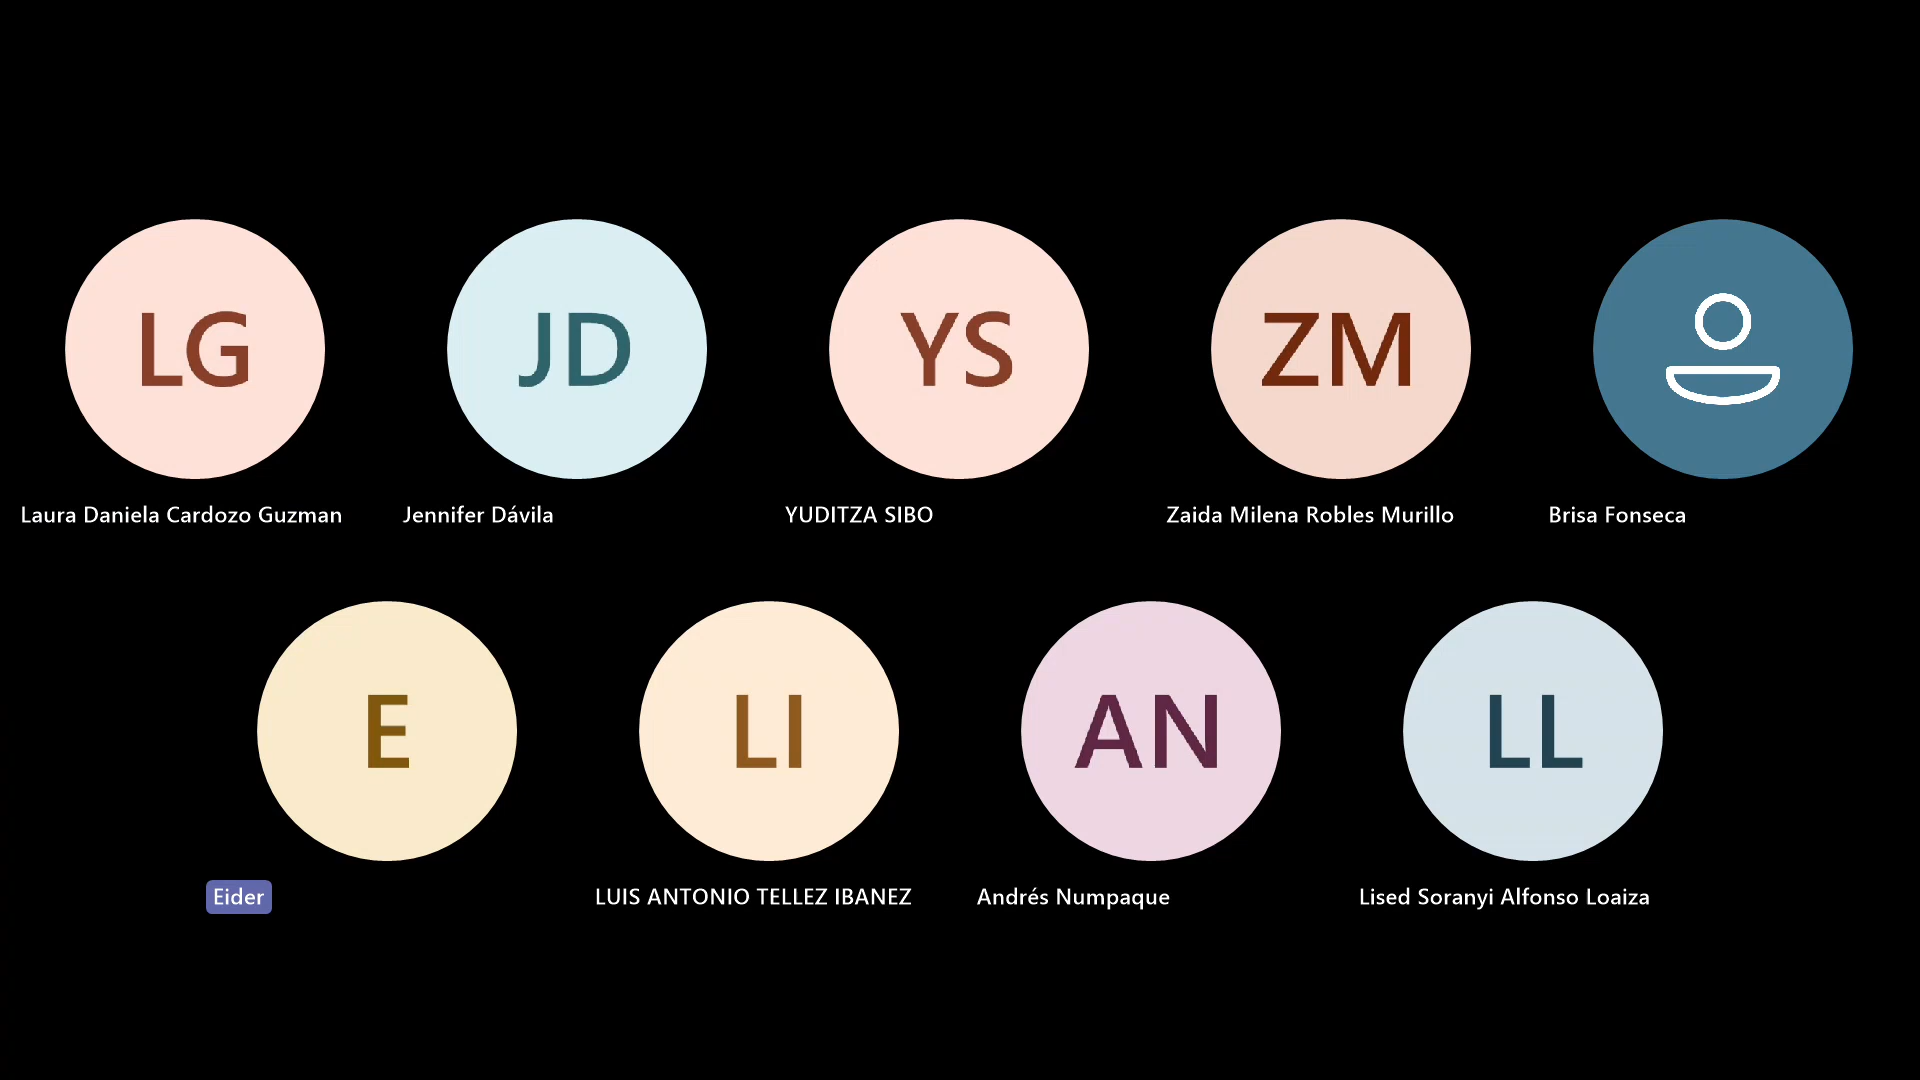 LG
JD
YS
ZM
Laura Daniela Cardozo Guzman
Jennifer Dávila
YUDITZA SIBO
Zaida Milena Robles Murillo
Brisa Fonseca
E
LI
AN
LL
Eider
LUIS ANTONIO TELLEZ IBANEZ
Andrés Numpaque
Lised Soranyi Alfonso Loaiza